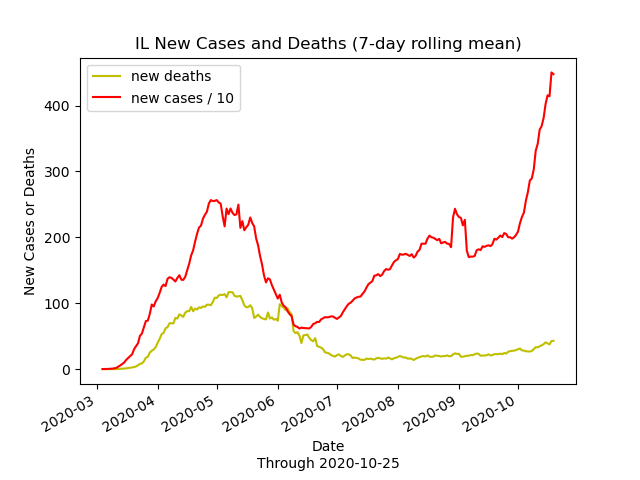 IL New Cases and Deaths (7-day rolling mean)
new deaths
new cases / 10
New Cases or Deaths
400
300
200
100
0
2020-03
2020-04
2020-05
2020-06
2020-07
2020-08
2020-09
2020-10
Date
Through 2020-10-25